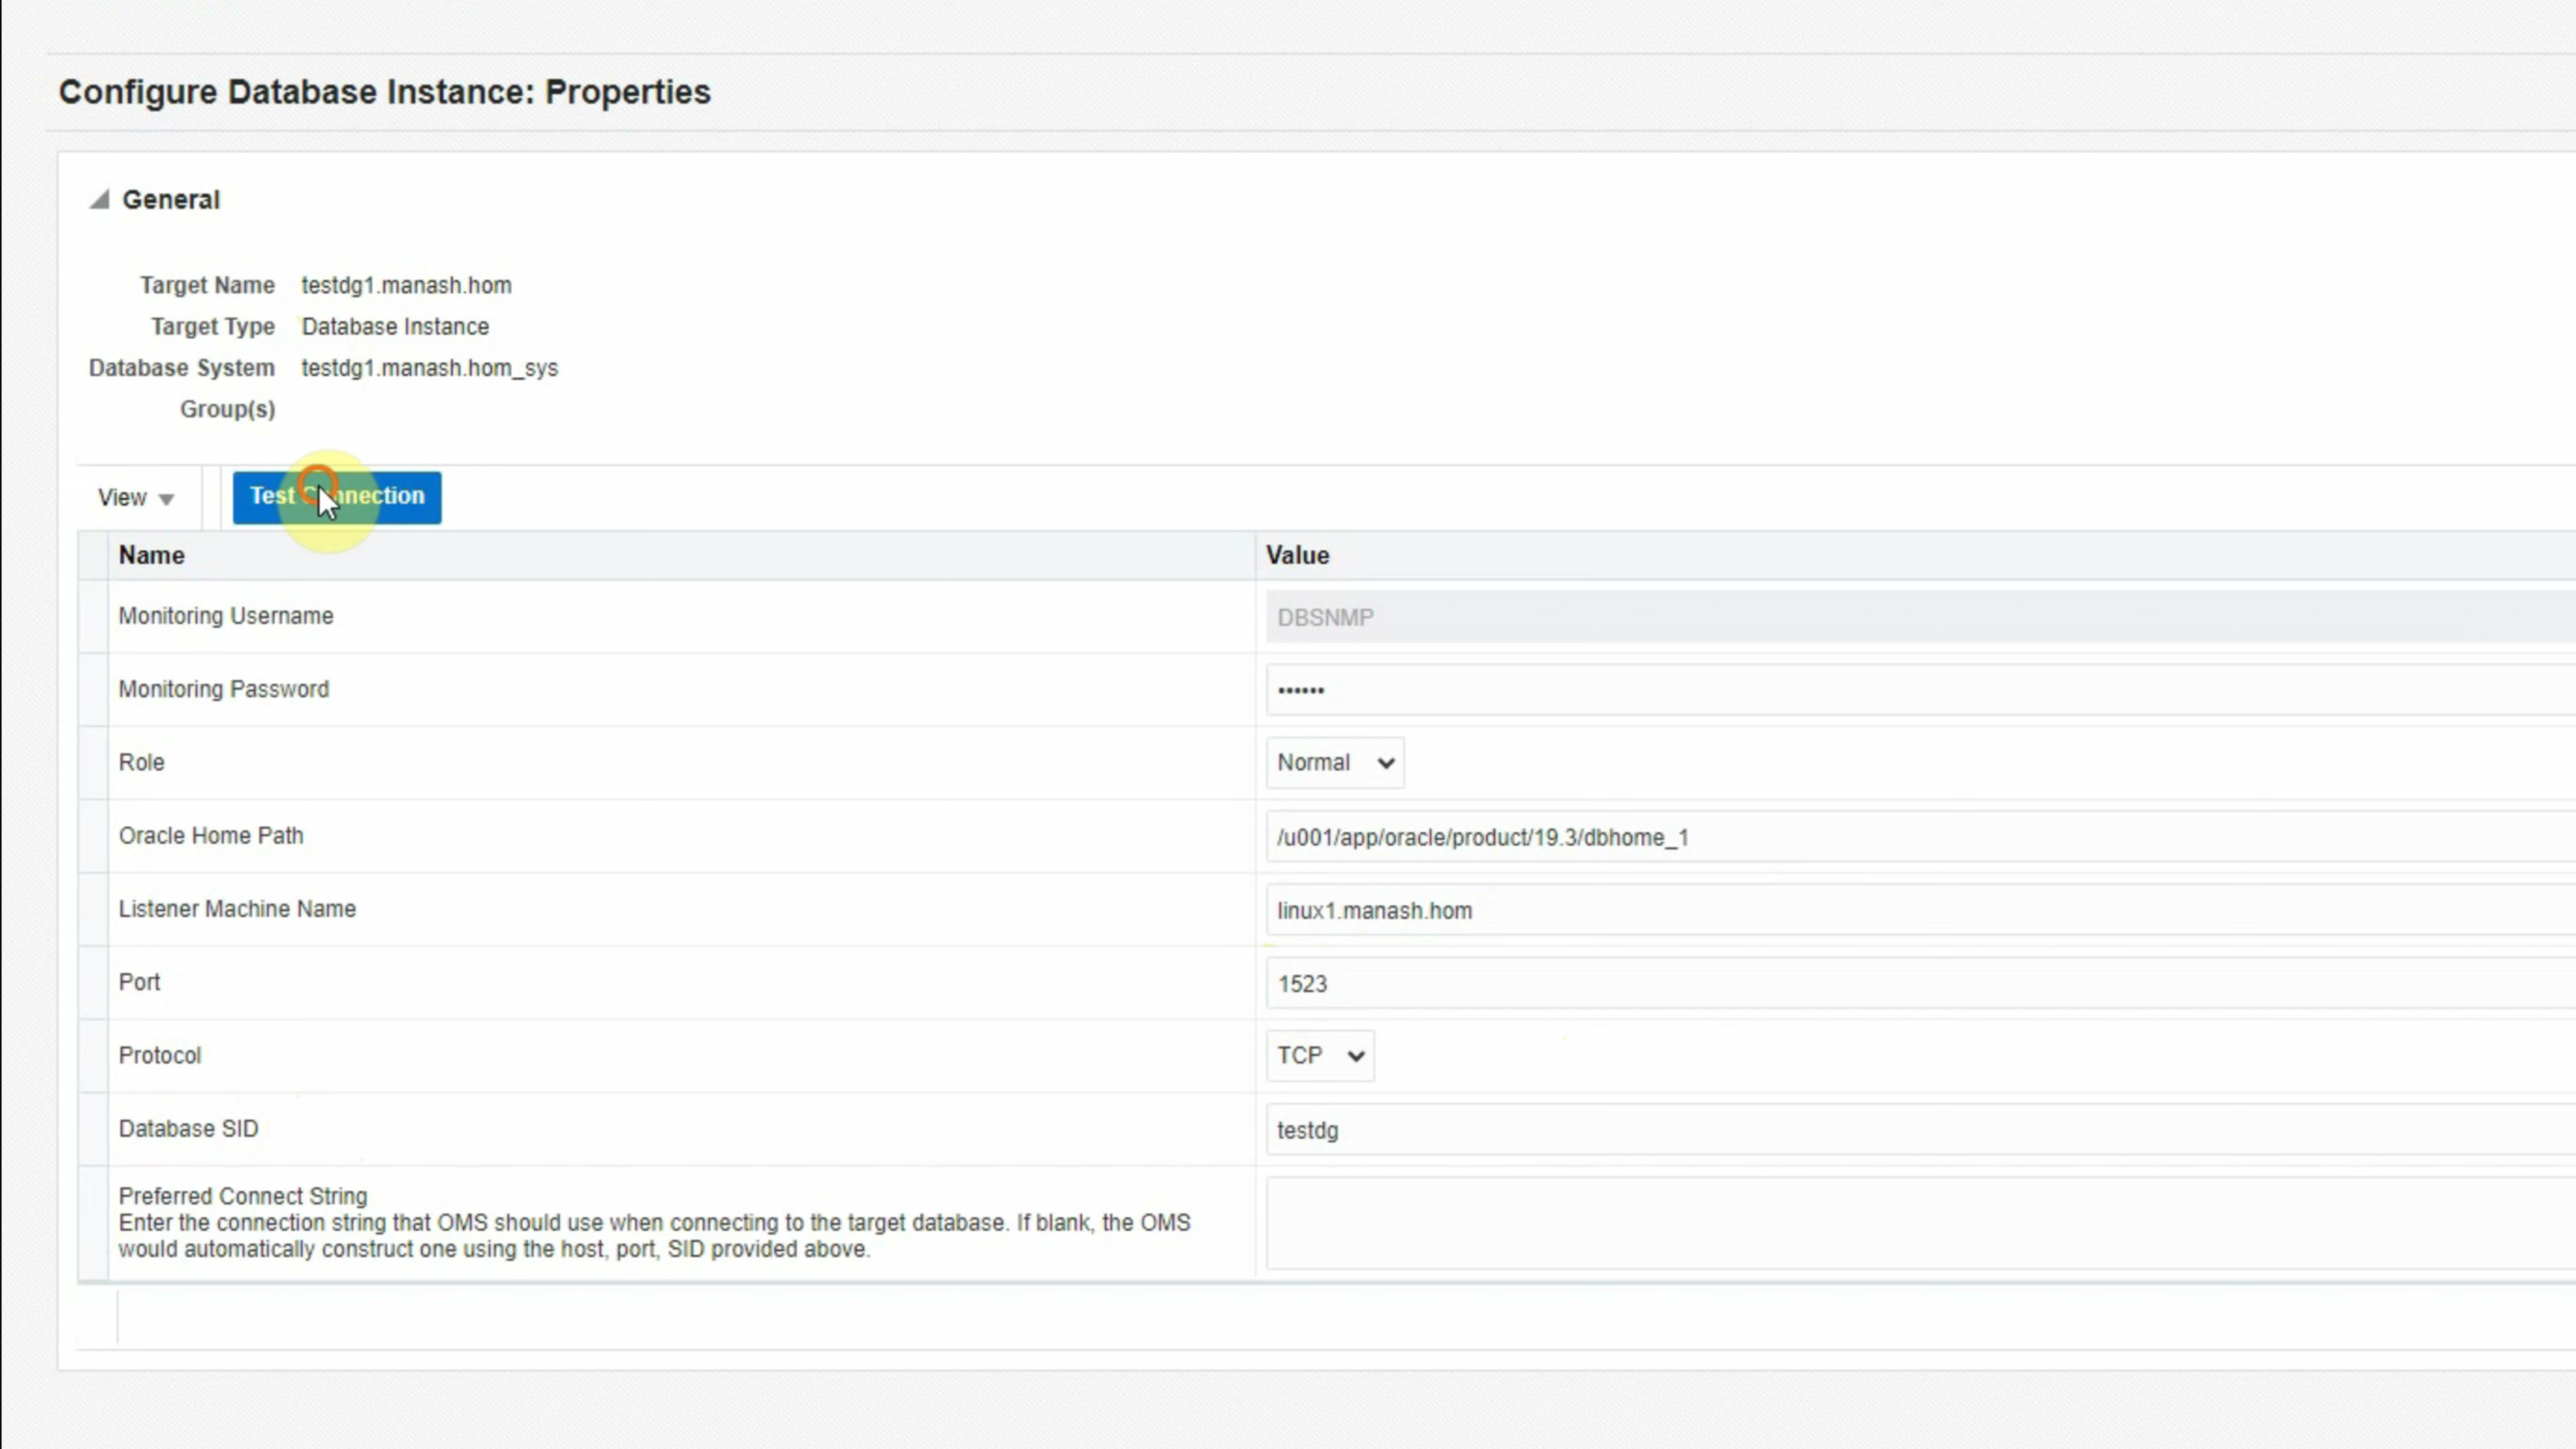 Configure Database Instance: Properties
General
Target Name testdg1.manash.hom
Target Type Database Instance
Database System testdg1.manash.hom_sys
Group(s)
View Test Connection
Name Value
Monitoring Username DBSNMP
Monitoring Password ••••••
Role Normal
Oracle Home Path /u001/app/oracle/product/19.3/dbhome_1
Listener Machine Name linux1.manash.hom
Port 1523
Protocol TCP
Database SID testdg
Preferred Connect String
Enter the connection string that OMS should use when connecting to the target database. If blank, the OMS
would automatically construct one using the host, port, SID provided above.